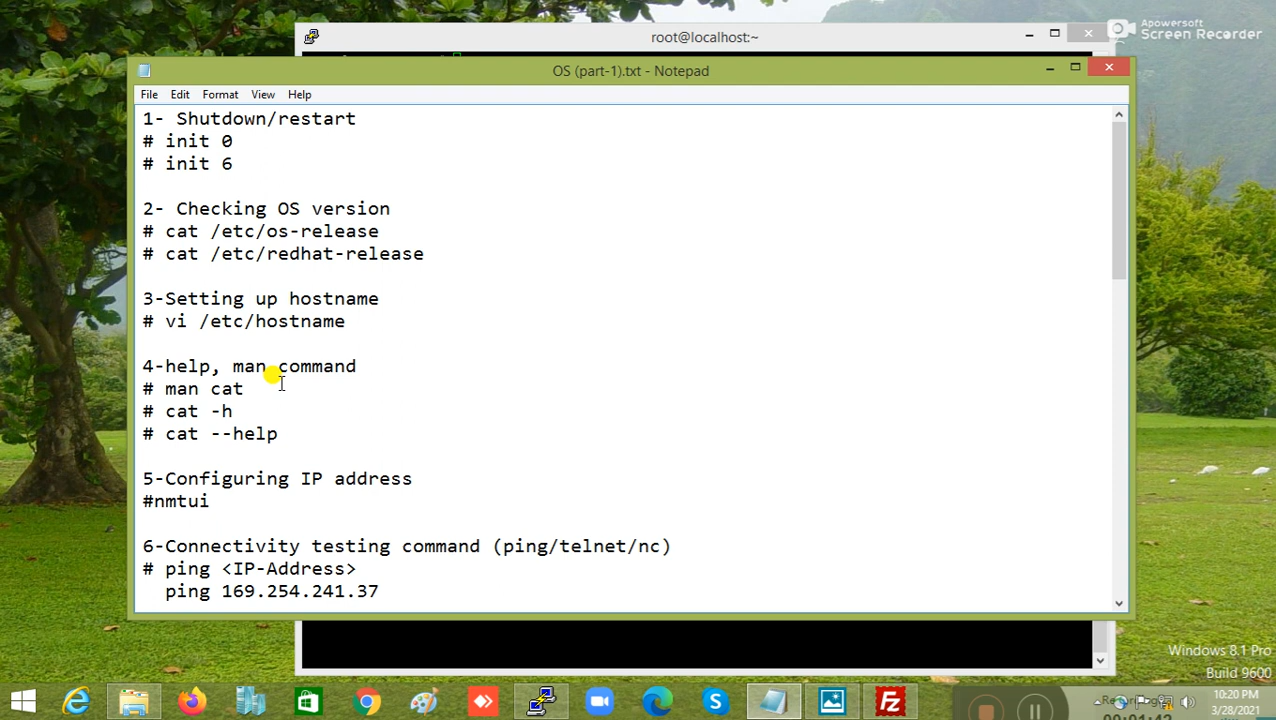 root@localhost:~
Apowersoft
Screen Recorder
OS (part-1).txt - Notepad
File Edit Format View Help
1- Shutdown/restart
# init 0
# init 6
2- Checking OS version
# cat /etc/os-release
# cat /etc/redhat-release
3-Setting up hostname
# vi /etc/hostname
4-help, man command
# man cat
# cat -h
# cat --help
5-Configuring IP address
#nmtui
6-Connectivity testing command (ping/telnet/nc)
# ping <IP-Address>
ping 169.254.241.37
Windows 8.1 Pro
Build 9600
10:20 PM
3/28/2021